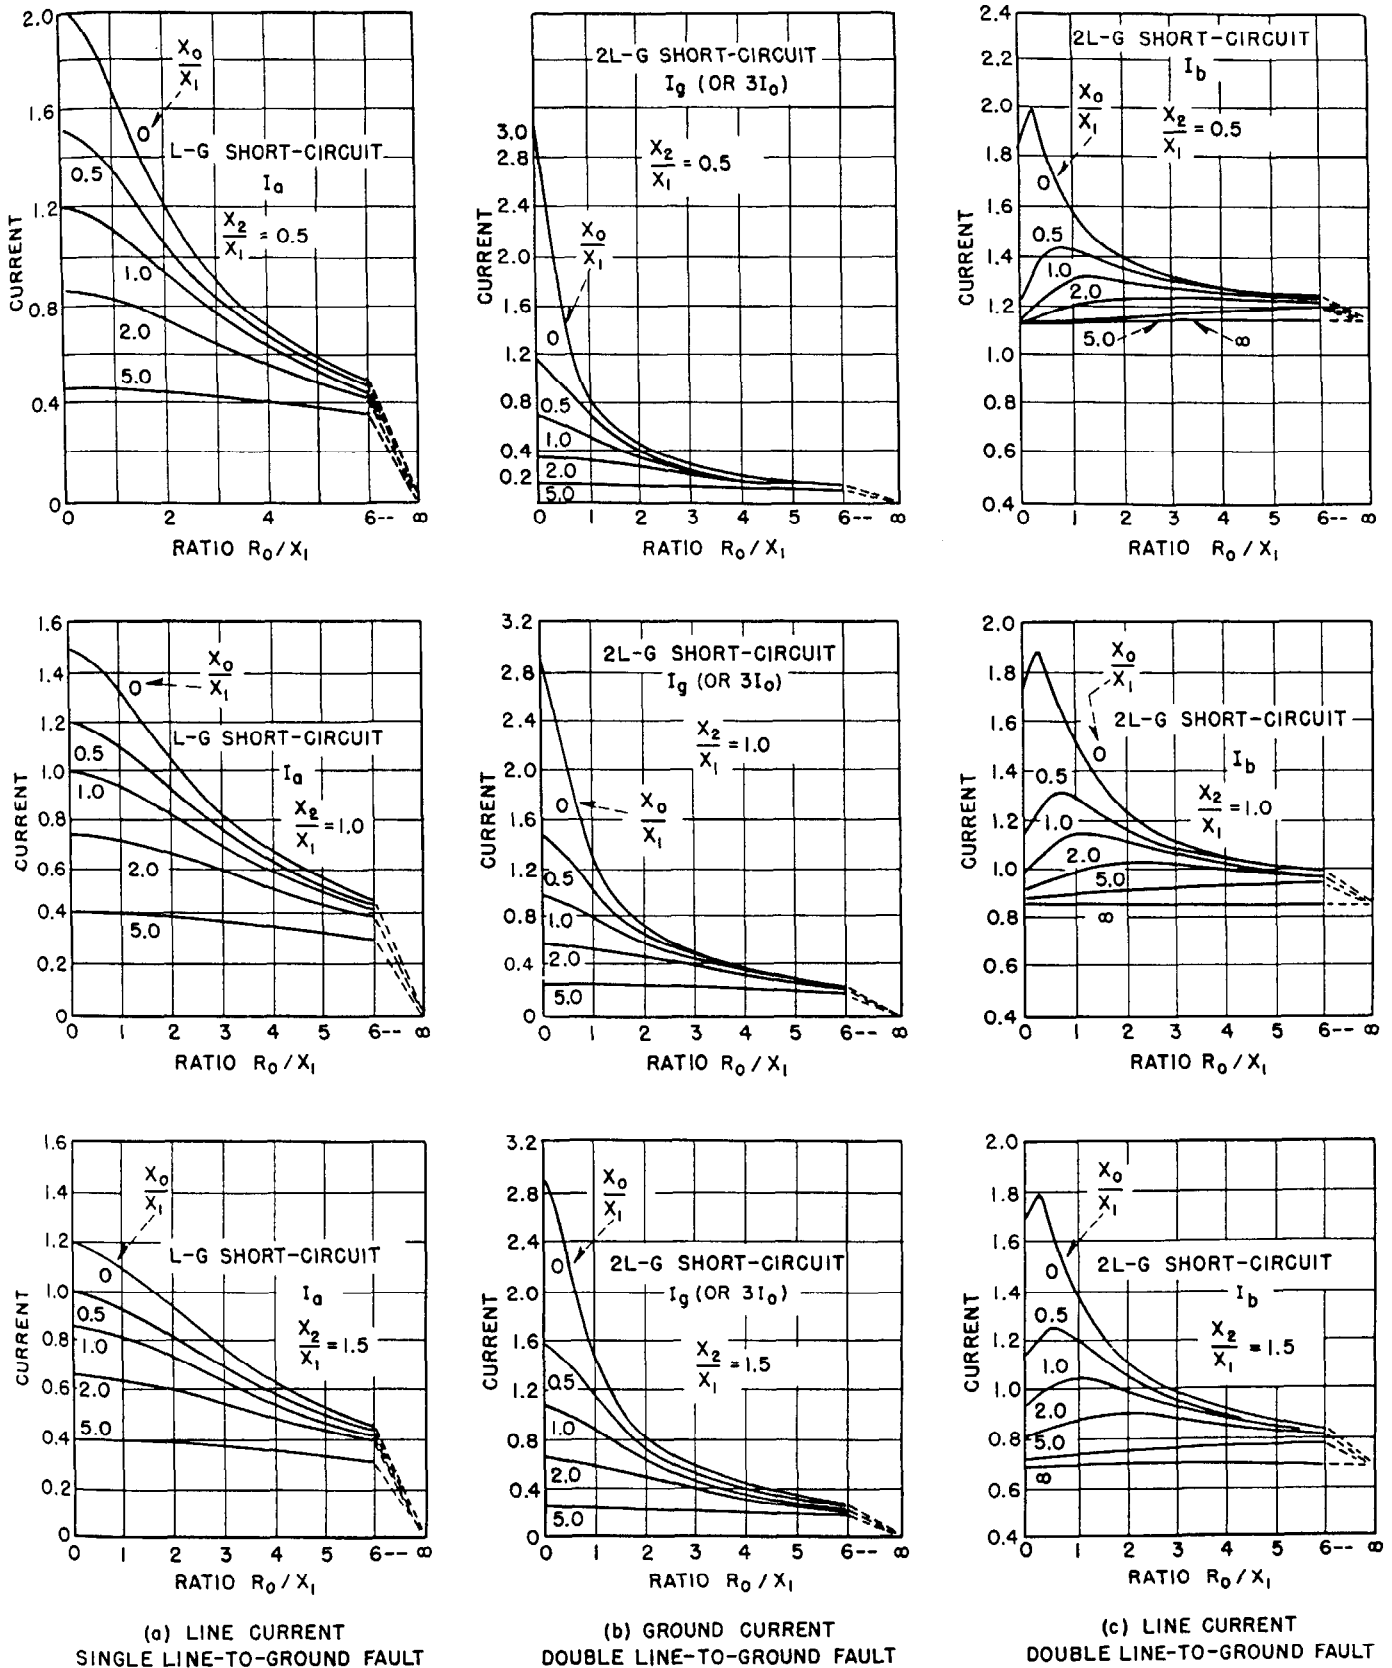 2.0
1.6
1.2
0.8
0.4
0
CURRENT
X₀
X₁
0
L-G SHORT-CIRCUIT
Iₐ
X₂
X₁ = 0.5
0.5
1.0
2.0
5.0
0 2 4 6-- ∞
RATIO R₀/X₁
2L-G SHORT-CIRCUIT
I_g (OR 3I₀)
X₂
X₁ = 0.5
3.0
2.8
2.4
2.0
1.6
1.2
0.8
0.4
0.2
0
CURRENT
X₀
X₁
0
0.5
1.0
2.0
5.0
0 1 2 3 4 5 6-- ∞
RATIO R₀/X₁
2.4
2.2
2.0
1.8
1.6
1.4
1.2
1.0
0.8
0.6
0.4
CURRENT
2L-G SHORT-CIRCUIT
I_b
X₀
X₁
X₂
X₁ = 0.5
0
0.5
1.0
2.0
5.0
∞
0 1 2 3 4 5 6-- ∞
RATIO R₀/X₁
1.6
1.4
1.2
1.0
0.8
0.6
0.4
0.2
0
CURRENT
X₀
X₁
0
L-G SHORT-CIRCUIT
Iₐ
X₂
X₁ = 1.0
0.5
1.0
2.0
5.0
0 1 2 3 4 5 6-- ∞
RATIO R₀/X₁
3.2
2.8
2.4
2.0
1.6
1.2
0.8
0.4
0
CURRENT
2L-G SHORT-CIRCUIT
I_g (OR 3I₀)
X₂
X₁ = 1.0
X₀
X₁
0
0.5
1.0
2.0
5.0
0 1 2 3 4 5 6-- ∞
RATIO R₀/X₁
2.0
1.8
1.6
1.4
1.2
1.0
0.8
0.6
0.4
CURRENT
X₀
X₁
2L-G SHORT-CIRCUIT
0
I_b
X₂
X₁ = 1.0
0.5
1.0
2.0
5.0
∞
0 1 2 3 4 5 6-- ∞
RATIO R₀/X₁
1.6
1.4
1.2
1.0
0.8
0.6
0.4
0.2
0
CURRENT
X₀
X₁
L-G SHORT-CIRCUIT
0
Iₐ
X₂
X₁ = 1.5
0.5
1.0
2.0
5.0
0 1 2 3 4 5 6-- ∞
RATIO R₀/X₁
3.2
2.8
2.4
2.0
1.6
1.2
0.8
0.4
0
CURRENT
X₀
X₁
0
2L-G SHORT-CIRCUIT
I_g (OR 3I₀)
X₂
X₁ = 1.5
0.5
1.0
2.0
5.0
0 1 2 3 4 5 6-- ∞
RATIO R₀/X₁
2.0
1.8
1.6
1.4
1.2
1.0
0.8
0.6
0.4
CURRENT
X₀
X₁
0
2L-G SHORT-CIRCUIT
I_b
X₂
X₁ = 1.5
0.5
1.0
2.0
5.0
∞
0 1 2 3 4 5 6-- ∞
RATIO R₀/X₁
(a) LINE CURRENT
SINGLE LINE-TO-GROUND FAULT
(b) GROUND CURRENT
DOUBLE LINE-TO-GROUND FAULT
(c) LINE CURRENT
DOUBLE LINE-TO-GROUND FAULT